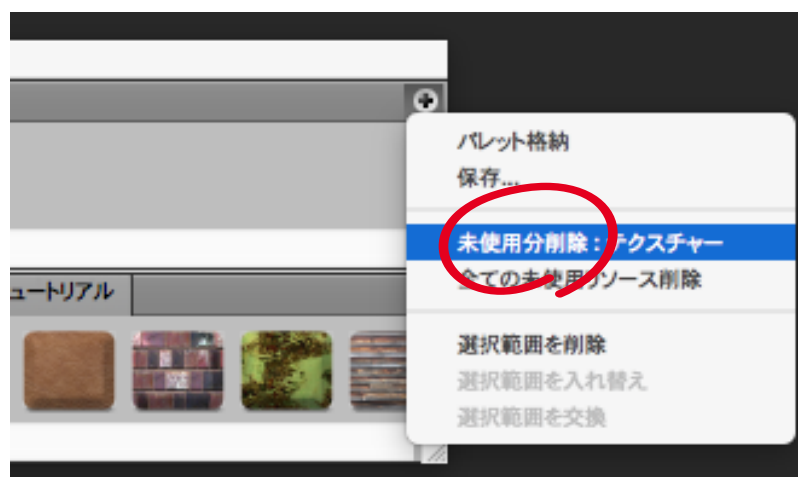 パレット格納
保存...
未使用分削除：テクスチャー
全ての未使用リソース削除
ュートリアル
選択範囲を削除
選択範囲を入れ替え
選択範囲を交換